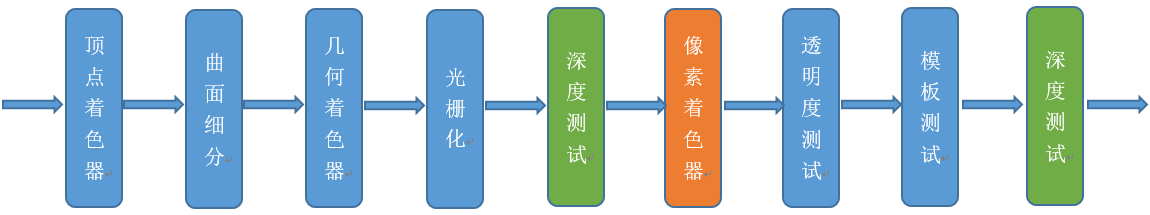 顶点着色器
曲面细分
几何着色器
光栅化
深度测试
像素着色器
透明度测试
模板测试
深度测试